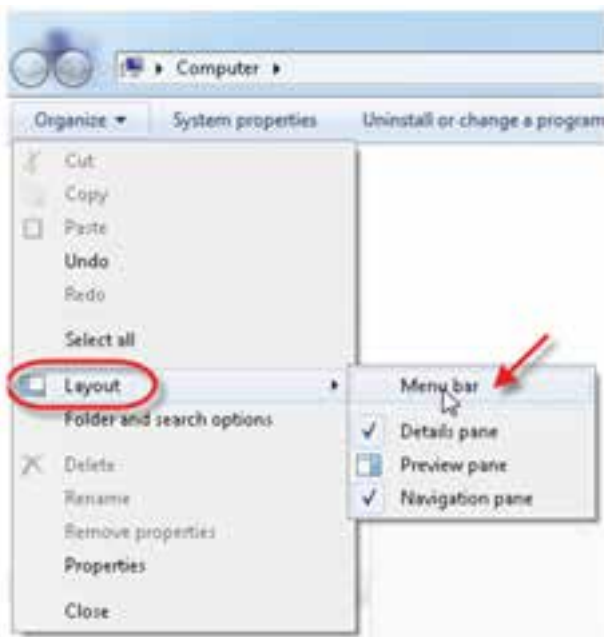 Computer
Organize System properties Uninstall or change a program
Cut
Copy
Paste
Undo
Redo
Select all
Layout Menu bar
Folder and search options Details pane
Delete Preview pane
Rename Navigation pane
Remove properties
Properties
Close